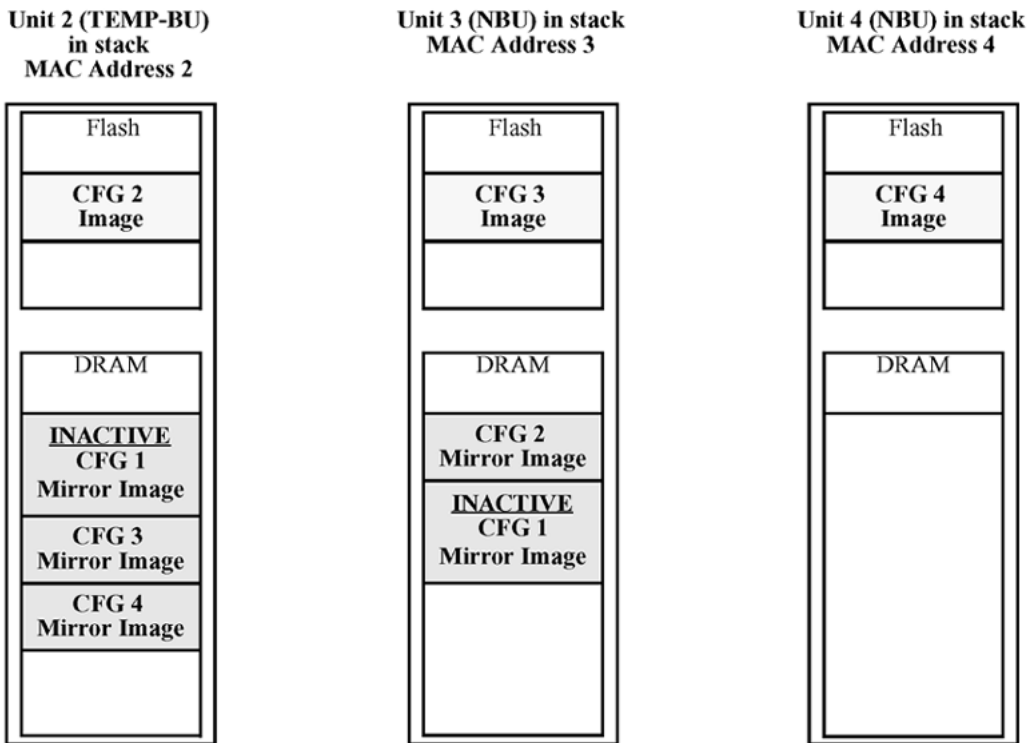 Unit 2 (TEMP-BU)
in stack
MAC Address 2
Flash
CFG 2
Image
DRAM
INACTIVE
CFG 1
Mirror Image
CFG 3
Mirror Image
CFG 4
Mirror Image
Unit 3 (NBU) in stack
MAC Address 3
Flash
CFG 3
Image
DRAM
CFG 2
Mirror Image
INACTIVE
CFG 1
Mirror Image
Unit 4 (NBU) in stack
MAC Address 4
Flash
CFG 4
Image
DRAM